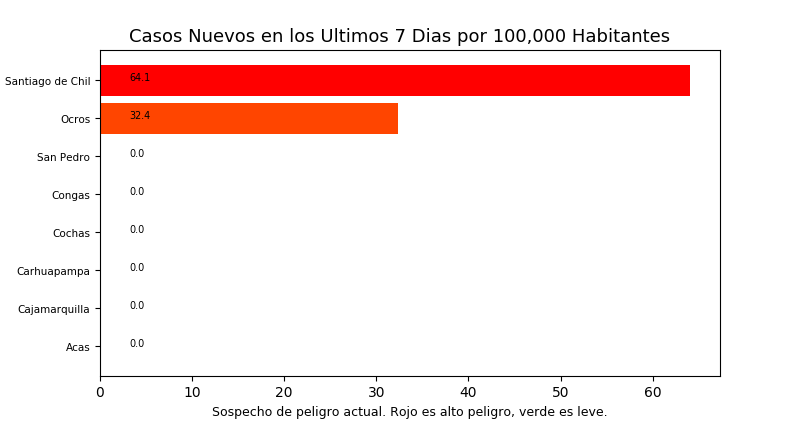 Casos Nuevos en los Ultimos 7 Dias por 100,000 Habitantes
Santiago de Chil 64.1
Ocros 32.4
San Pedro 0.0
Congas 0.0
Cochas 0.0
Carhuapampa 0.0
Cajamarquilla 0.0
Acas 0.0
0 10 20 30 40 50 60
Sospecho de peligro actual. Rojo es alto peligro, verde es leve.